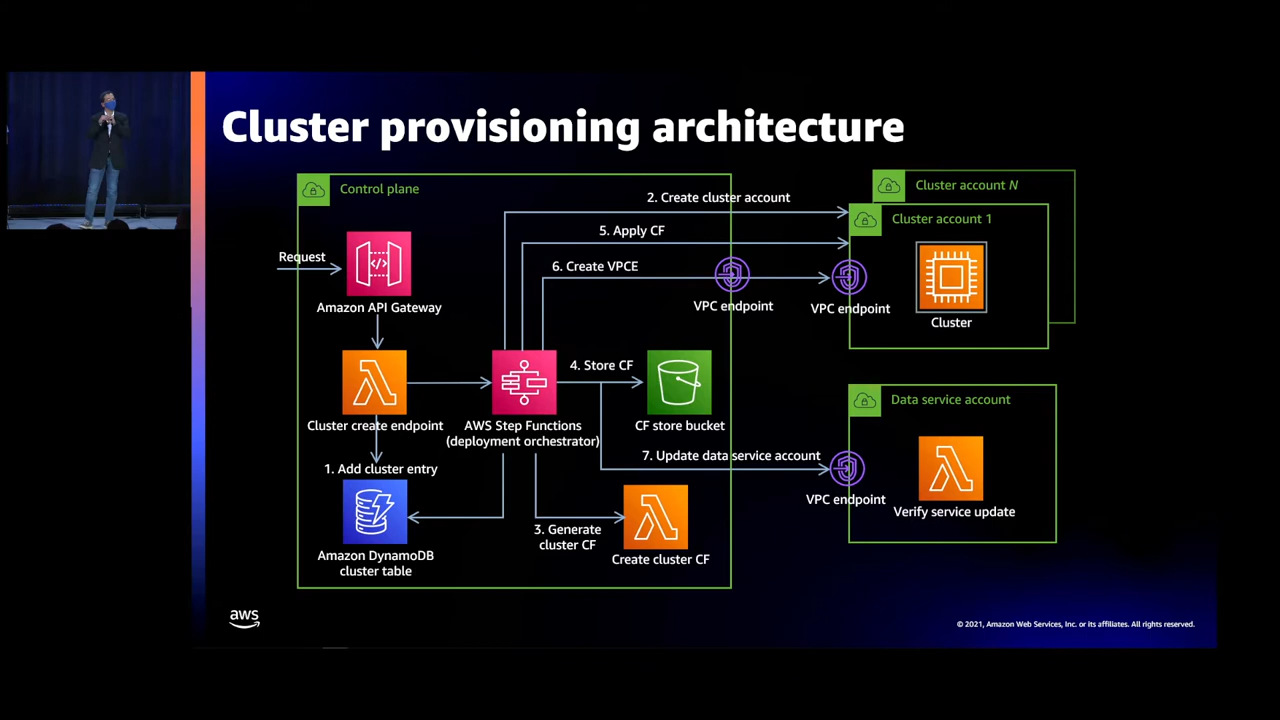 Cluster provisioning architecture
Control plane
Request
Amazon API Gateway
Cluster create endpoint
1. Add cluster entry
Amazon DynamoDB
cluster table
AWS Step Functions
(deployment orchestrator)
2. Create cluster account
5. Apply CF
6. Create VPCE
VPC endpoint
VPC endpoint
4. Store CF
CF store bucket
7. Update data service account
3. Generate
cluster CF
Create cluster CF
Cluster account N
Cluster account 1
Cluster
Data service account
VPC endpoint
Verify service update
aws
© 2021, Amazon Web Services, Inc. or its affiliates. All rights reserved.